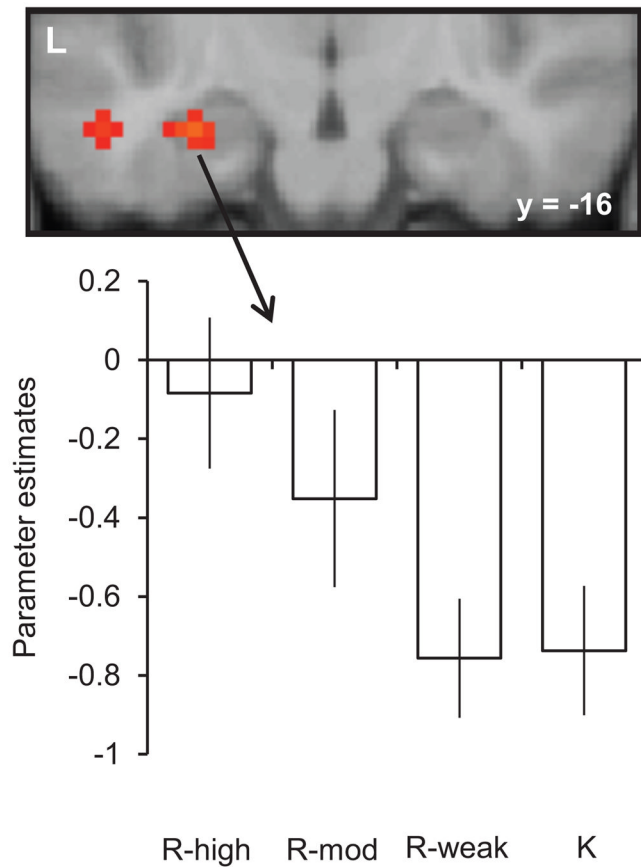 L
y = -16
0.2
0
-0.2
-0.4
-0.6
-0.8
-1
Parameter estimates
R-high R-mod R-weak K